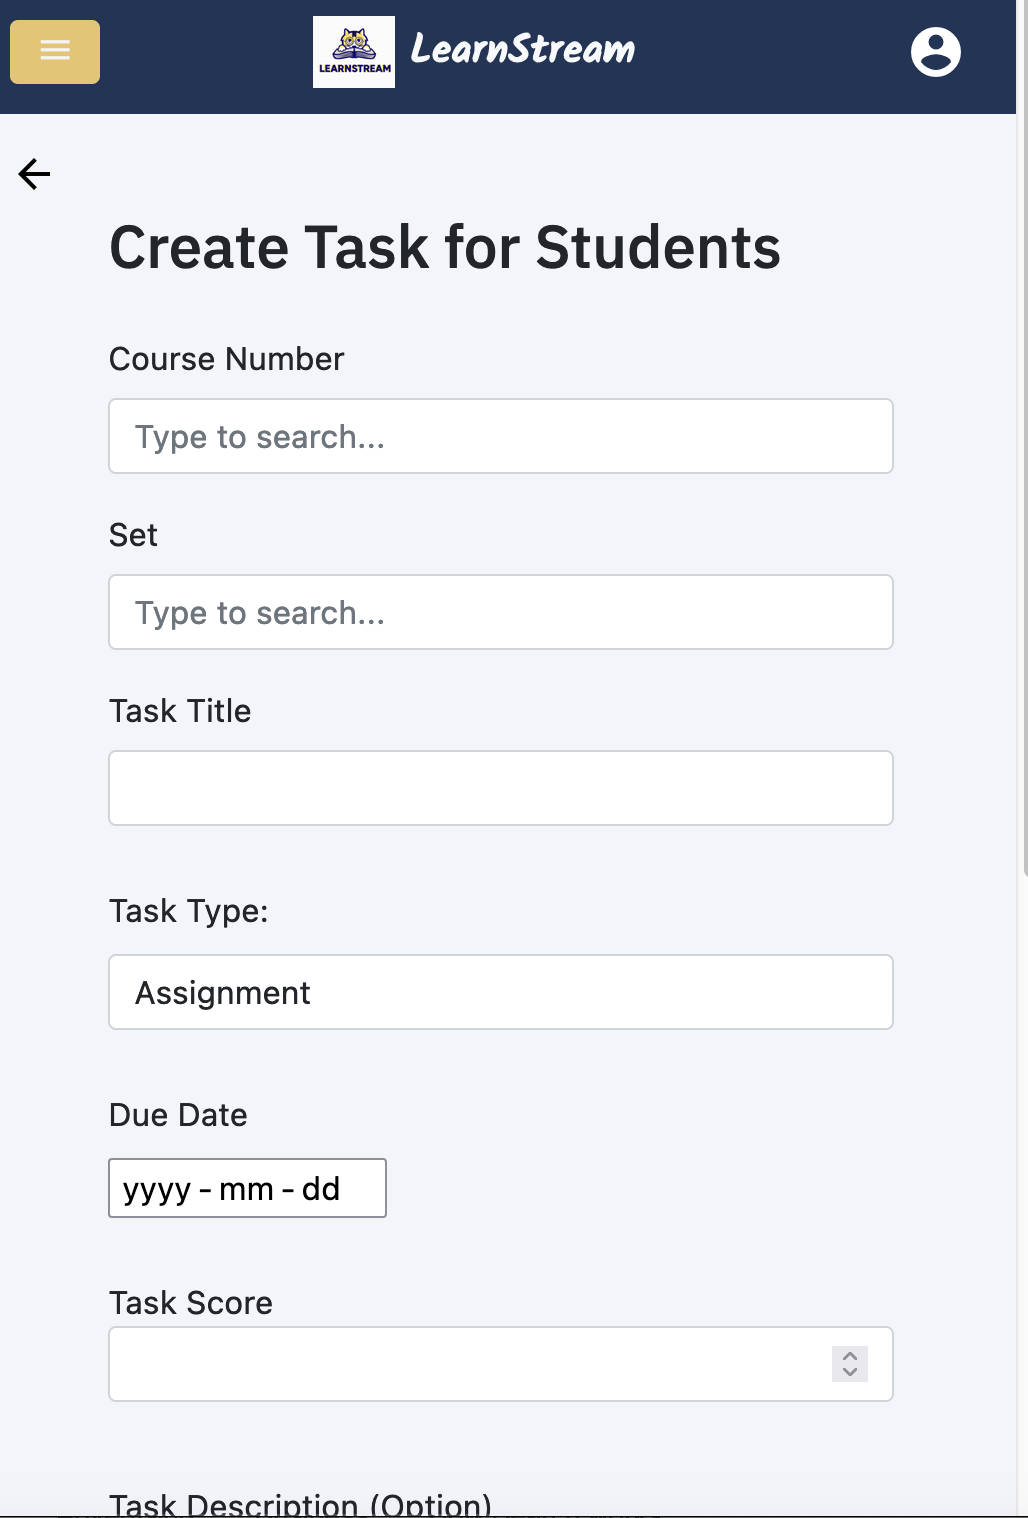 LEARNSTREAM
LearnStream
Create Task for Students
Course Number
Type to search...
Set
Type to search...
Task Title
Task Type:
Assignment
Due Date
yyyy - mm - dd
Task Score
Task Description (Option)